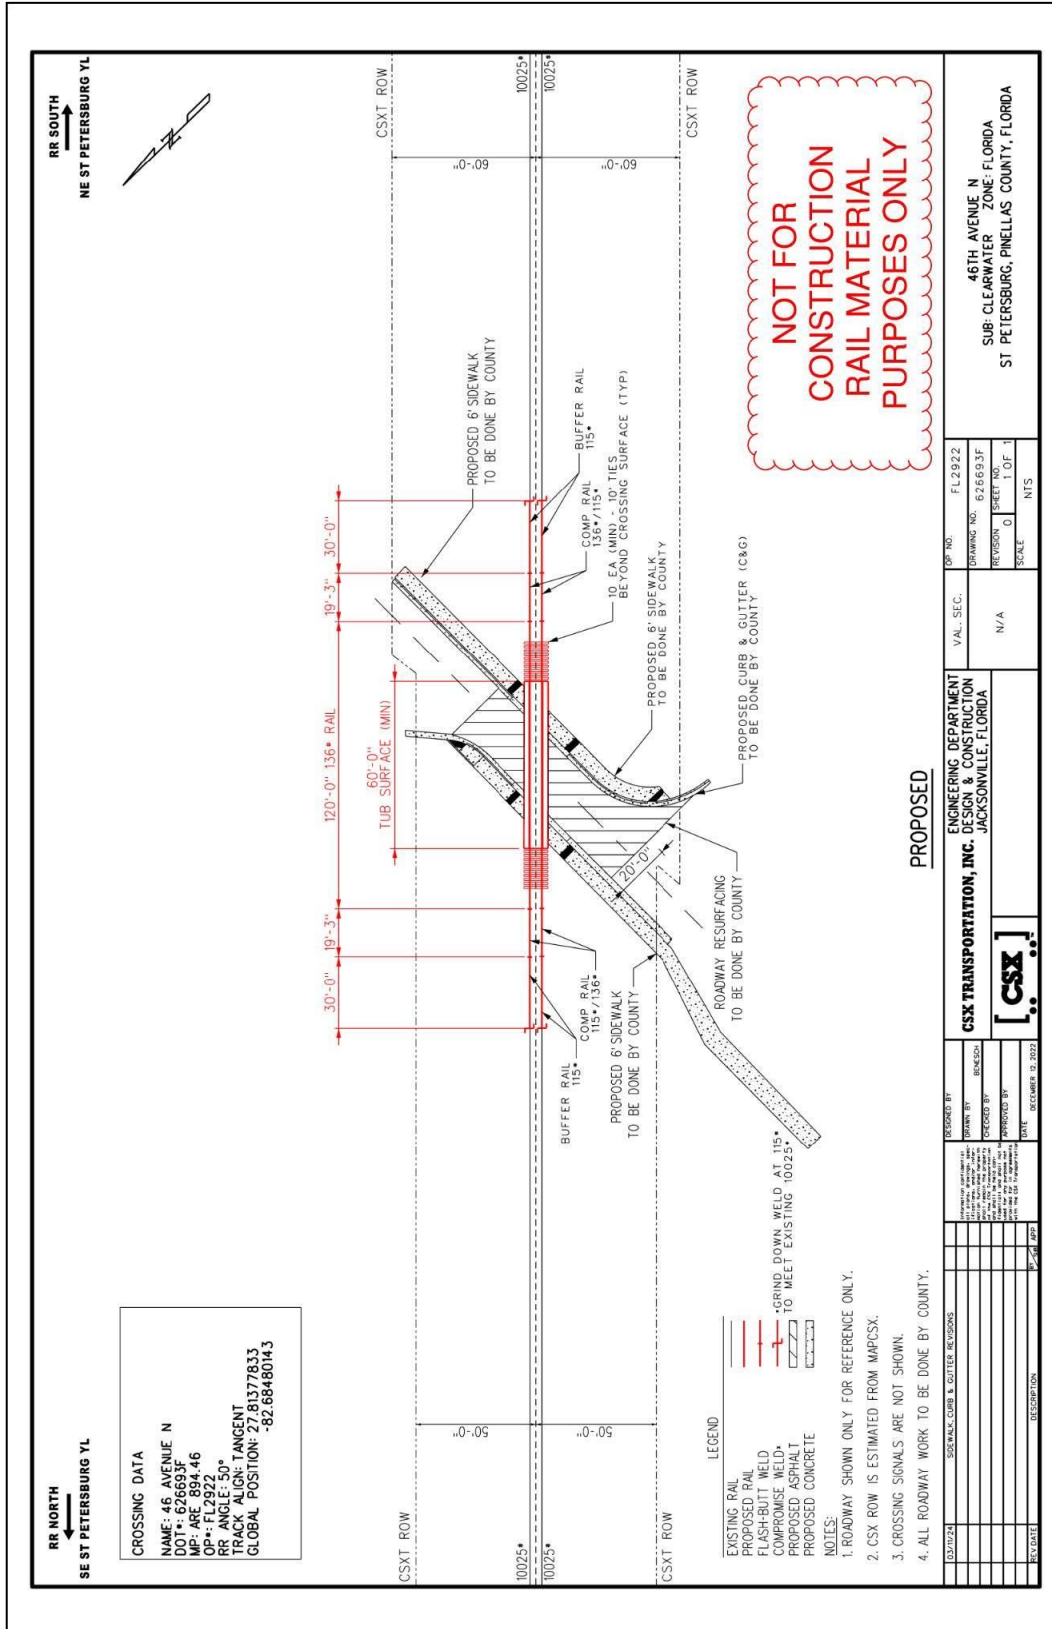 RR NORTH
SE ST PETERSBURG YL
RR SOUTH
NE ST PETERSBURG YL
N
CROSSING DATA
NAME: 46 AVENUE N
DOT#: 626693F
MP: ARE 894.46
OP#: FL2922
RR ANGLE: 50°
TRACK ALIGN: TANGENT
GLOBAL POSITION: 27.81377833
-82.68480143
CSXT ROW
CSXT ROW
10025#
10025#
10025#
10025#
CSXT ROW
CSXT ROW
50'-0"
50'-0"
60'-0"
60'-0"
30'-0"
19'-3"
120'-0" 136# RAIL
19'-3"
30'-0"
60'-0"
TUB SURFACE (MIN)
PROPOSED 6' SIDEWALK
TO BE DONE BY COUNTY
BUFFER RAIL
115#
COMP RAIL
136#/115#
10 EA (MIN) - 10' TIES
BEYOND CROSSING SURFACE (TYP)
PROPOSED 6' SIDEWALK
TO BE DONE BY COUNTY
PROPOSED CURB & GUTTER (C&G)
TO BE DONE BY COUNTY
20'-0"
BUFFER RAIL
115#
COMP RAIL
115#/136#
PROPOSED 6' SIDEWALK
TO BE DONE BY COUNTY
ROADWAY RESURFACING
TO BE DONE BY COUNTY
NOT FOR
CONSTRUCTION
RAIL MATERIAL
PURPOSES ONLY
PROPOSED
LEGEND
EXISTING RAIL
PROPOSED RAIL
FLASH-BUTT WELD
COMPROMISE WELD*
*GRIND DOWN WELD AT 115#
TO MEET EXISTING 10025#
PROPOSED ASPHALT
PROPOSED CONCRETE
NOTES:
1. ROADWAY SHOWN ONLY FOR REFERENCE ONLY.
2. CSX ROW IS ESTIMATED FROM MAPCSX.
3. CROSSING SIGNALS ARE NOT SHOWN.
4. ALL ROADWAY WORK TO BE DONE BY COUNTY.
03/11/24
SIDEWALK, CURB & GUTTER REVISIONS
REV DATE
DESCRIPTION
APP
DESIGNED BY
DRAWN BY
BENESCH
CHECKED BY
APPROVED BY
DATE
DECEMBER 12, 2022
CSX TRANSPORTATION, INC.
ENGINEERING DEPARTMENT
DESIGN & CONSTRUCTION
JACKSONVILLE, FLORIDA
CSX
VAL. SEC.
N/A
OP NO.
FL2922
DRAWING NO.
626693F
REVISION
0
SHEET NO.
1 OF 1
SCALE
NTS
46TH AVENUE N
SUB: CLEARWATER ZONE: FLORIDA
ST PETERSBURG, PINELLAS COUNTY, FLORIDA